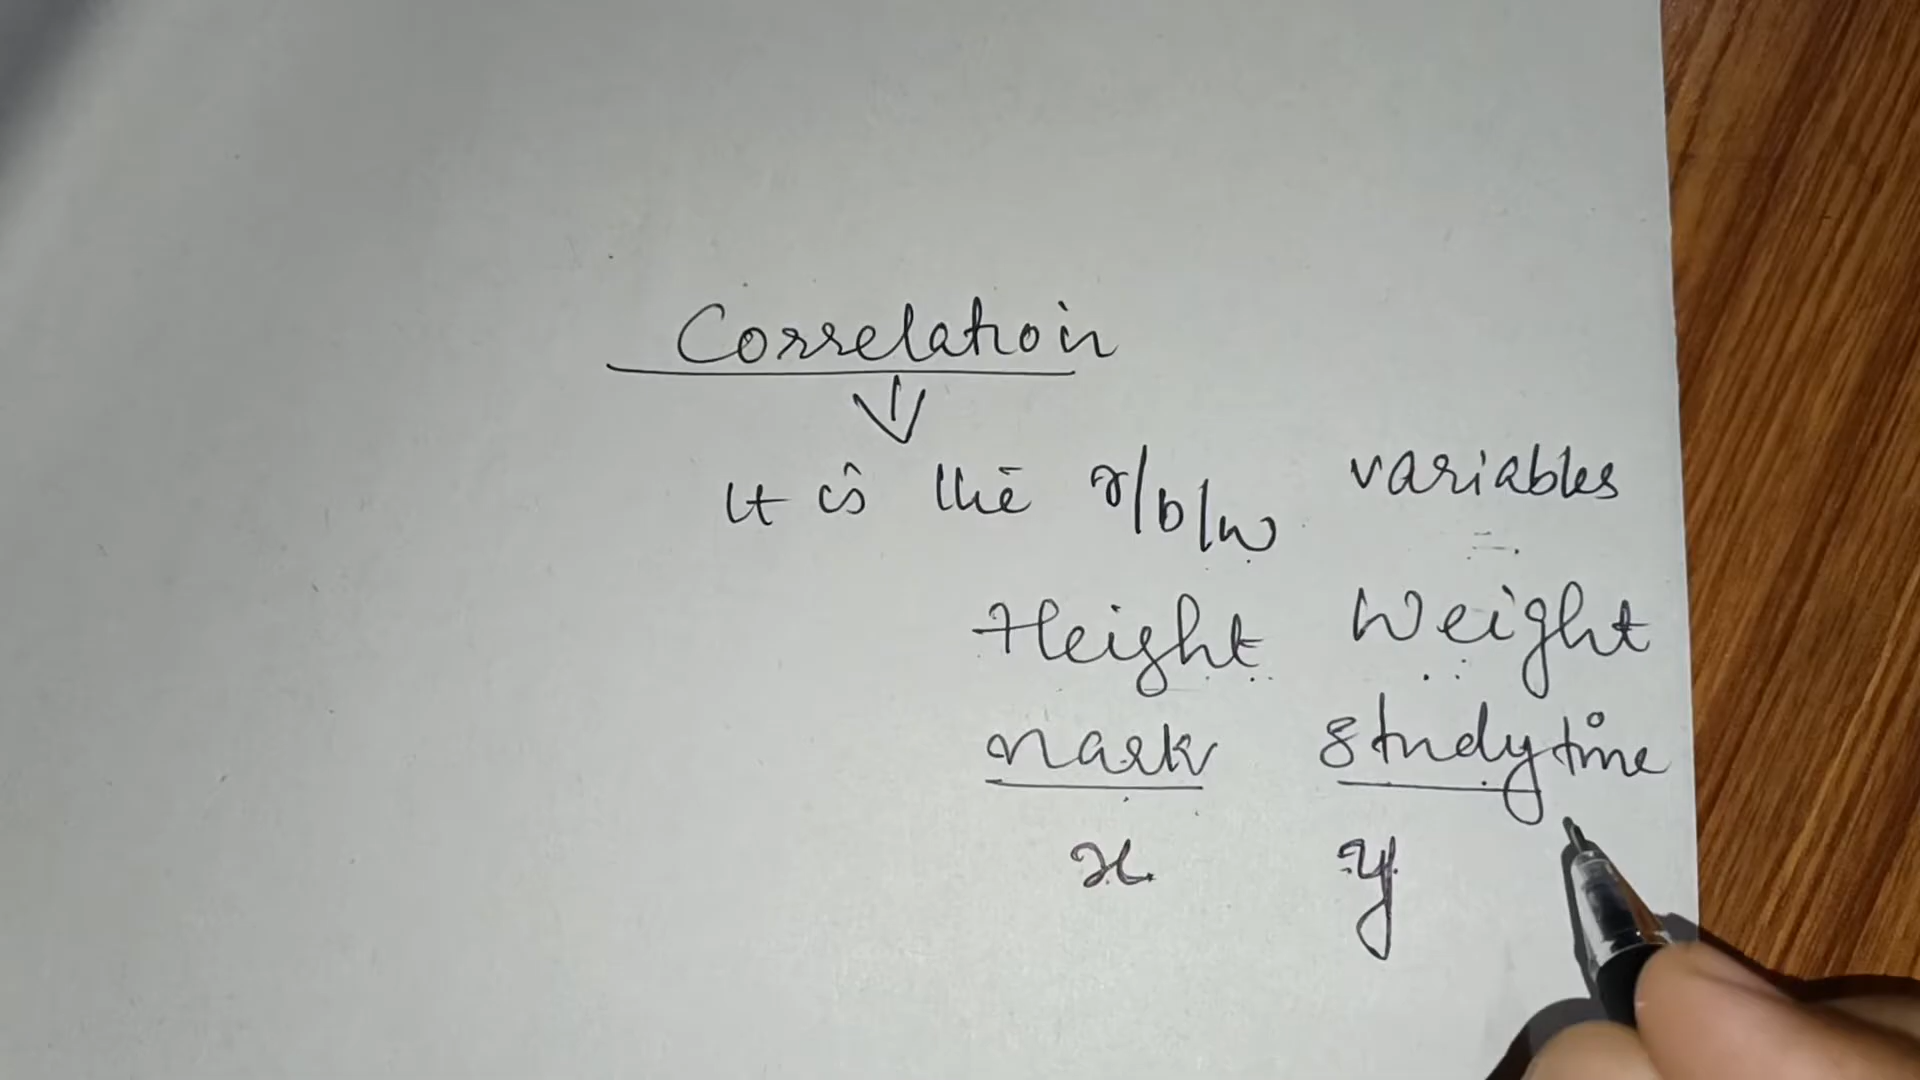 Correlation
It is the r/b/w variables
Height Weight
mark studytime
x y